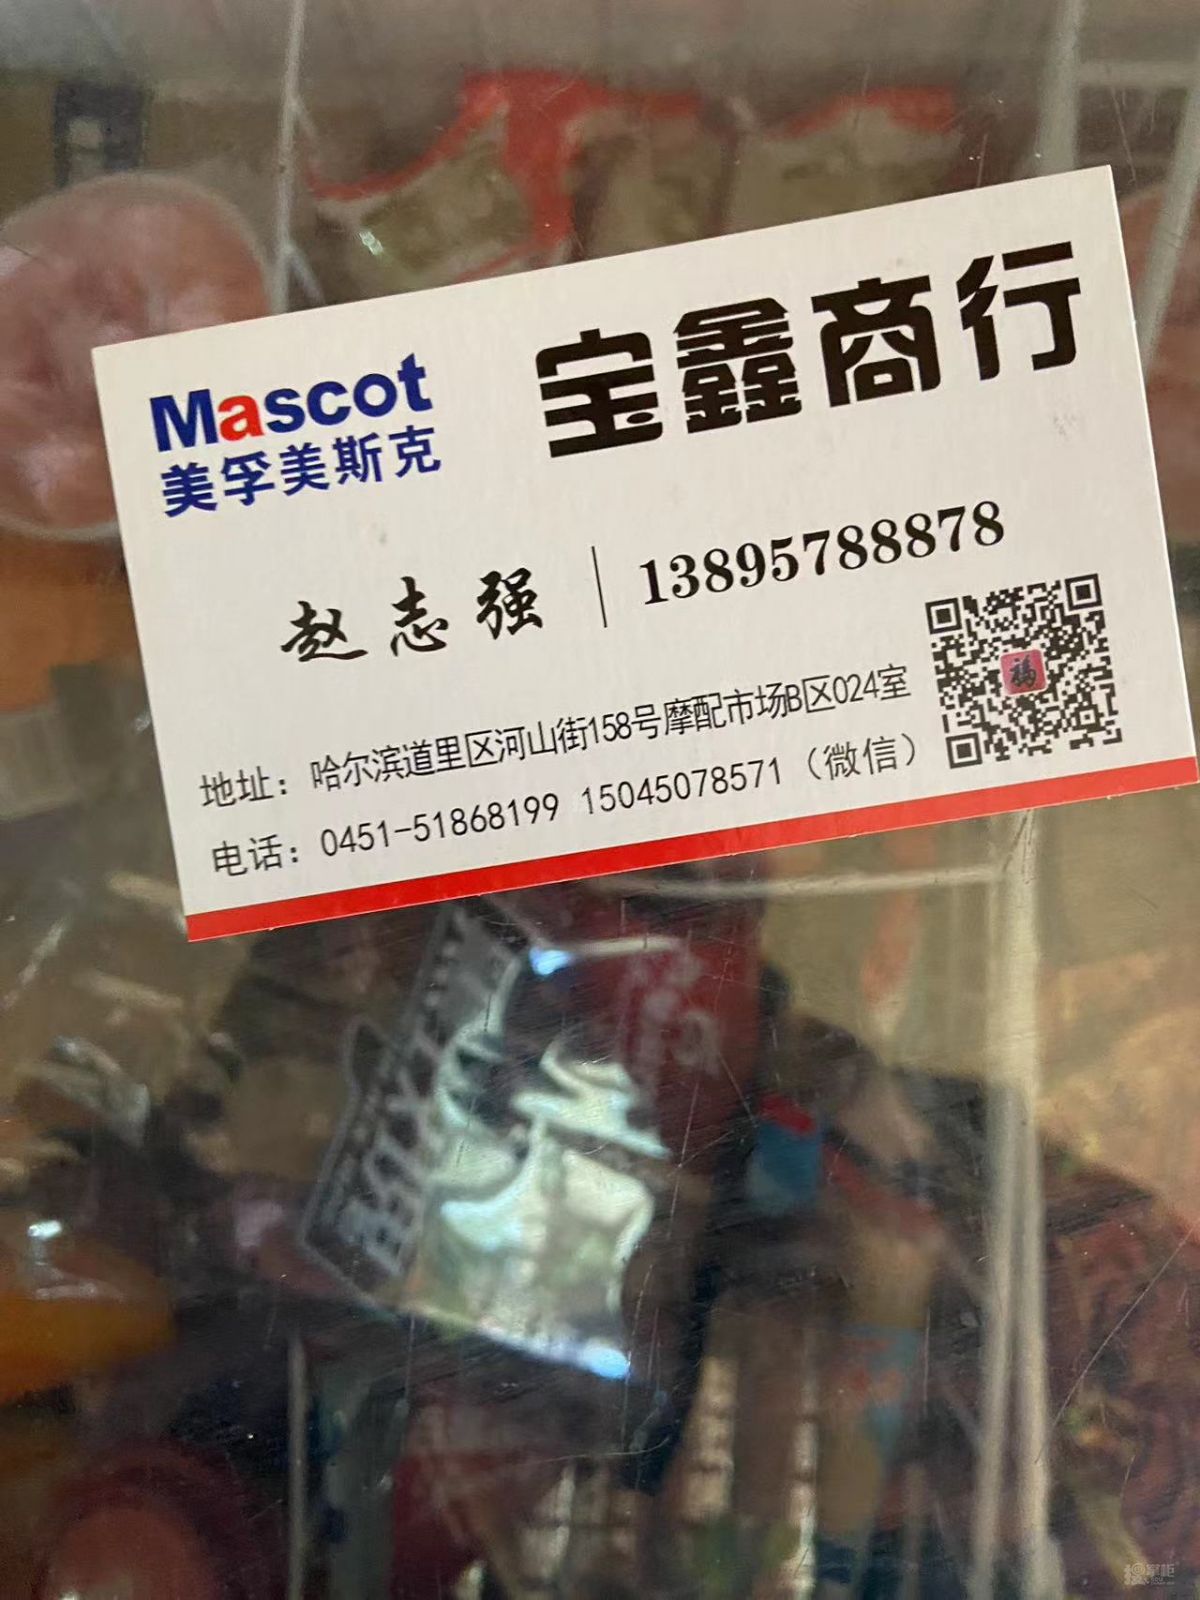 Mascot
美孚美斯克
宝鑫商行
赵志强
13895788878
福
地址：哈尔滨道里区河山街158号摩配市场B区024室
电话：0451-51868199 15045078571（微信）